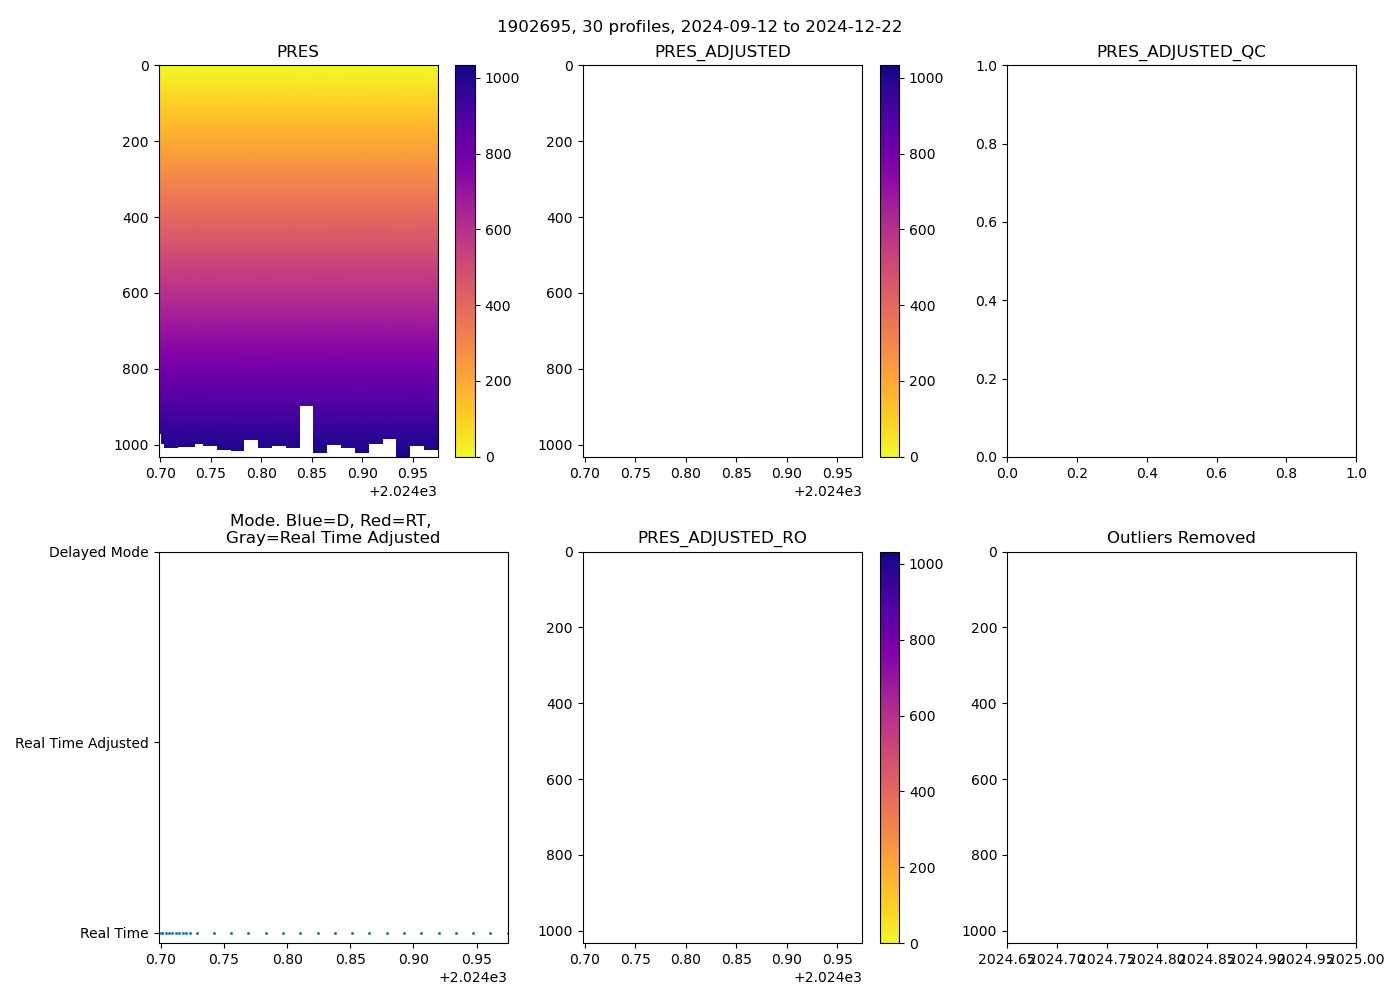 1902695, 30 profiles, 2024-09-12 to 2024-12-22
PRES
0
200
400
600
800
1000
0.70 0.75 0.80 0.85 0.90 0.95
+2.024e3
1000
800
600
400
200
0
PRES_ADJUSTED
0
200
400
600
800
1000
0.70 0.75 0.80 0.85 0.90 0.95
+2.024e3
1000
800
600
400
200
0
PRES_ADJUSTED_QC
1.0
0.8
0.6
0.4
0.2
0.0
0.0 0.2 0.4 0.6 0.8 1.0
Mode. Blue=D, Red=RT,
Gray=Real Time Adjusted
Delayed Mode
Real Time Adjusted
Real Time
0.70 0.75 0.80 0.85 0.90 0.95
+2.024e3
PRES_ADJUSTED_RO
0
200
400
600
800
1000
0.70 0.75 0.80 0.85 0.90 0.95
+2.024e3
1000
800
600
400
200
0
Outliers Removed
0
200
400
600
800
1000
2024.65 2024.70 2024.75 2024.80 2024.85 2024.90 2024.95 2025.00